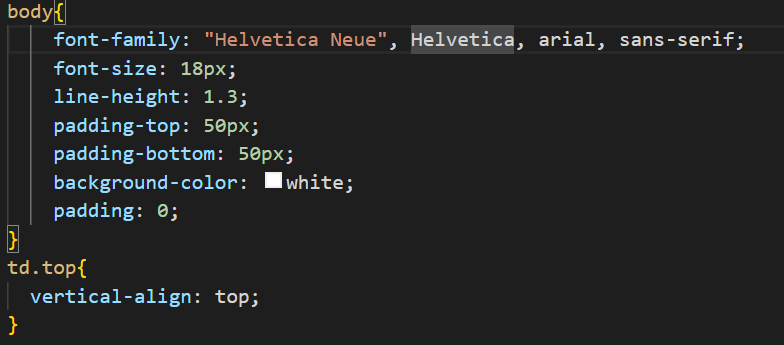 body{
font-family: "Helvetica Neue", Helvetica, arial, sans-serif;
font-size: 18px;
line-height: 1.3;
padding-top: 50px;
padding-bottom: 50px;
background-color: white;
padding: 0;
}
td.top{
vertical-align: top;
}